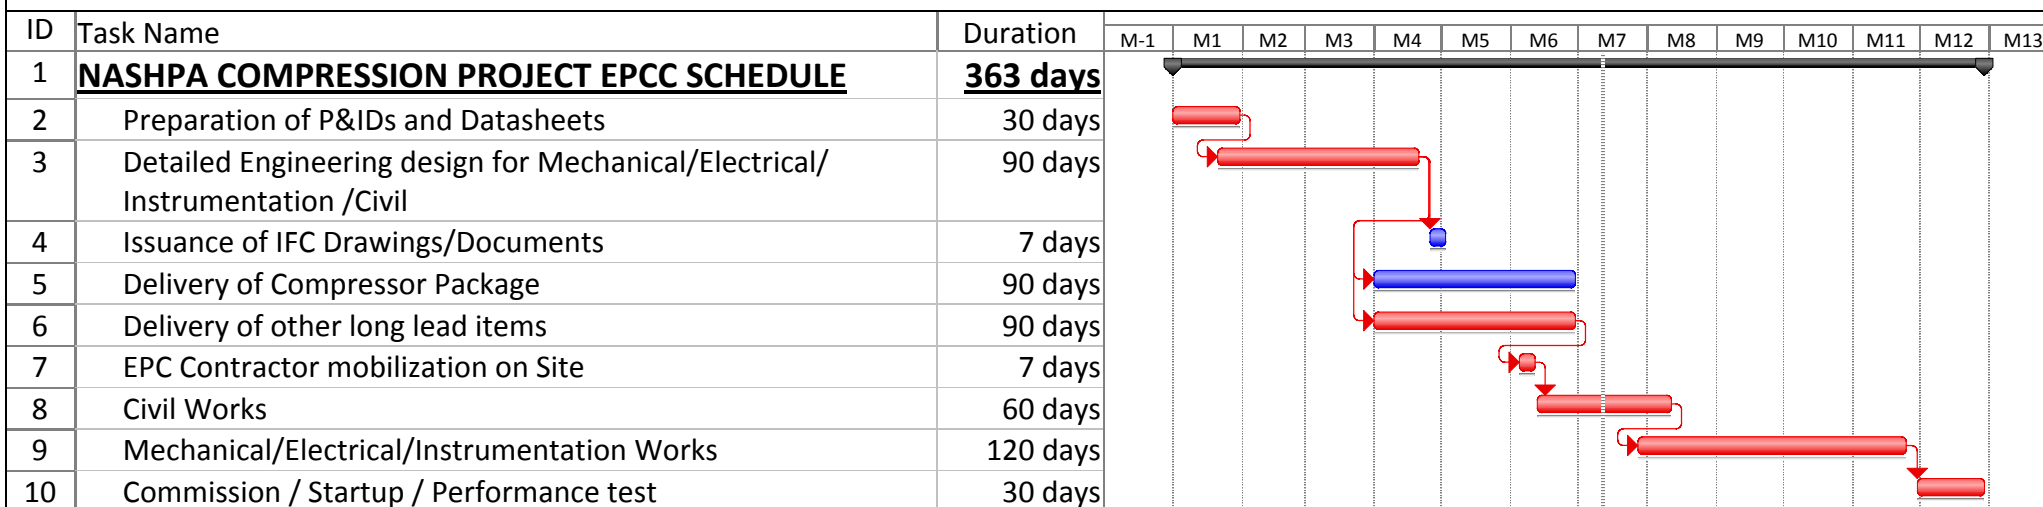 ID Task Name Duration M-1 M1 M2 M3 M4 M5 M6 M7 M8 M9 M10 M11 M12 M13
1 NASHPA COMPRESSION PROJECT EPCC SCHEDULE 363 days
2 Preparation of P&IDs and Datasheets 30 days
3 Detailed Engineering design for Mechanical/Electrical/ 90 days
Instrumentation /Civil
4 Issuance of IFC Drawings/Documents 7 days
5 Delivery of Compressor Package 90 days
6 Delivery of other long lead items 90 days
7 EPC Contractor mobilization on Site 7 days
8 Civil Works 60 days
9 Mechanical/Electrical/Instrumentation Works 120 days
10 Commission / Startup / Performance test 30 days